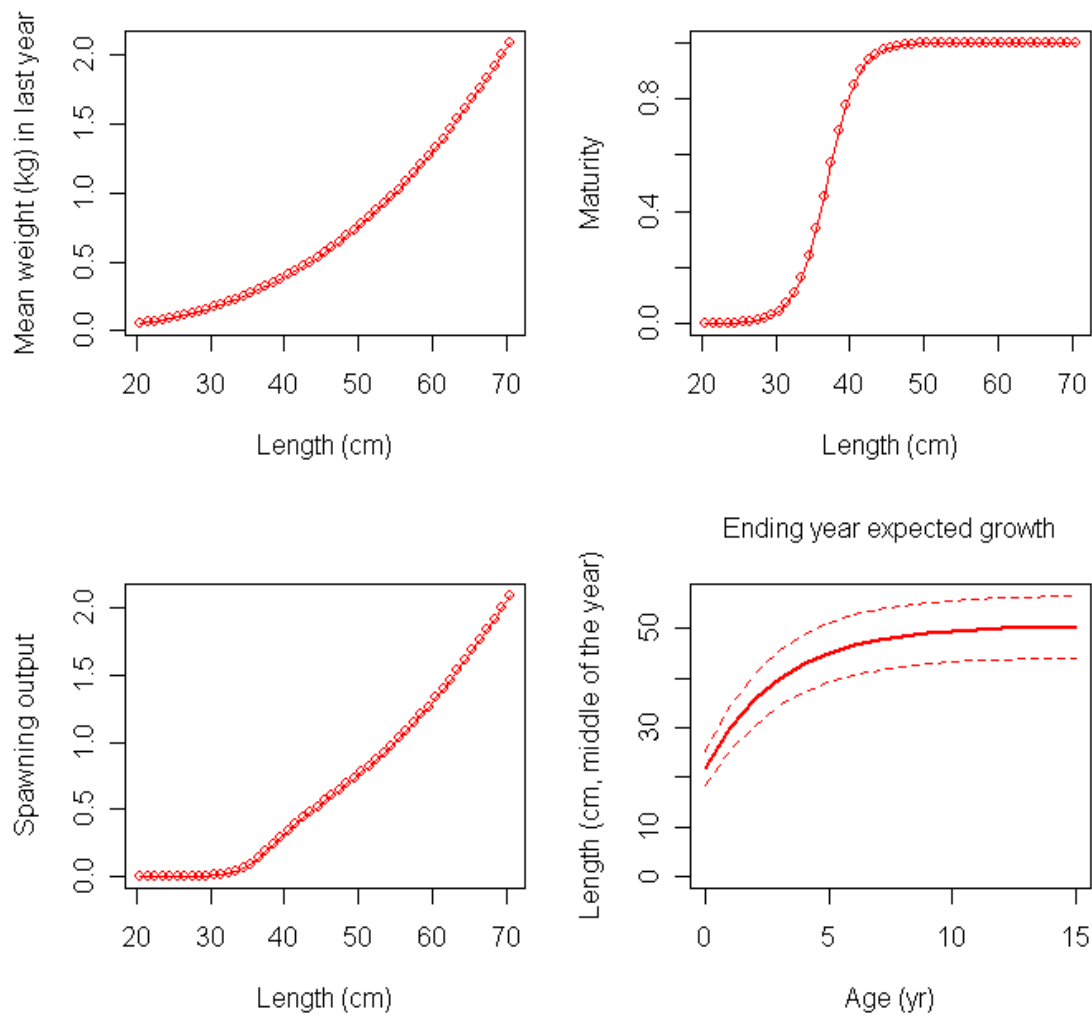 Mean weight (kg) in last year
0.0 0.5 1.0 1.5 2.0
20 30 40 50 60 70
Length (cm)
Maturity
0.0 0.4 0.8
20 30 40 50 60 70
Length (cm)
Spawning output
0.0 0.5 1.0 1.5 2.0
20 30 40 50 60 70
Length (cm)
Ending year expected growth
Length (cm, middle of the year)
0 10 30 50
0 5 10 15
Age (yr)